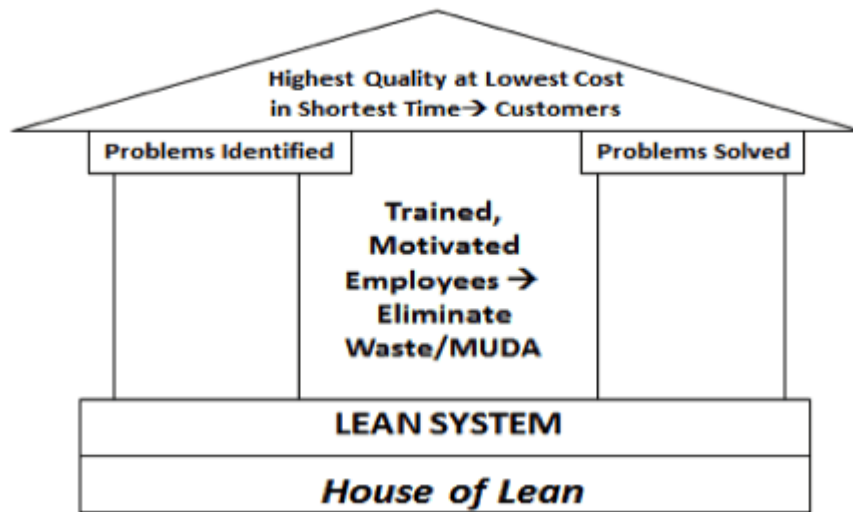 Highest Quality at Lowest Cost
in Shortest Time→ Customers
Problems Identified
Problems Solved
Trained,
Motivated
Employees →
Eliminate
Waste/MUDA
LEAN SYSTEM
House of Lean